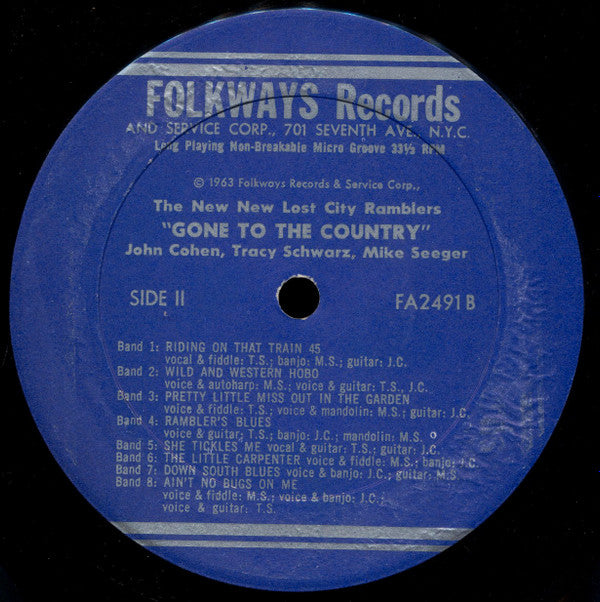 FOLKWAYS Records
AND SERVICE CORP., 701 SEVENTH AVE. N.Y.C.
Long Playing Non-Breakable Micro Groove 33⅓ RPM
© 1963 Folkways Records & Service Corp.,
The New New Lost City Ramblers
"GONE TO THE COUNTRY"
John Cohen, Tracy Schwarz, Mike Seeger
SIDE II FA2491B
Band 1: RIDING ON THAT TRAIN 45
vocal & fiddle: T.S.; banjo: M.S.; guitar: J.C.
Band 2: WILD AND WESTERN HOBO
voice & autoharp: M.S.; voice & guitar: T.S., J.C.
Band 3: PRETTY LITTLE MISS OUT IN THE GARDEN
voice & guitar: T.S.; voice & mandolin: M.S.
Band 4: RAMBLER'S BLUES
voice & guitar: T.S.; banjo: J.C.; mandolin: M.S.
Band 5: SHE TICKLES ME vocal & guitar: T.S.; guitar: J.C.
Band 6: THE LITTLE CARPENTER voice & fiddle: M.S.; banjo: J.C.
Band 7: DOWN SOUTH BLUES voice & banjo: J.C.; guitar: M.S.
Band 8: AIN'T NO BUGS ON ME
voice & fiddle: M.S.; voice & banjo: J.C.;
voice & guitar: T.S.